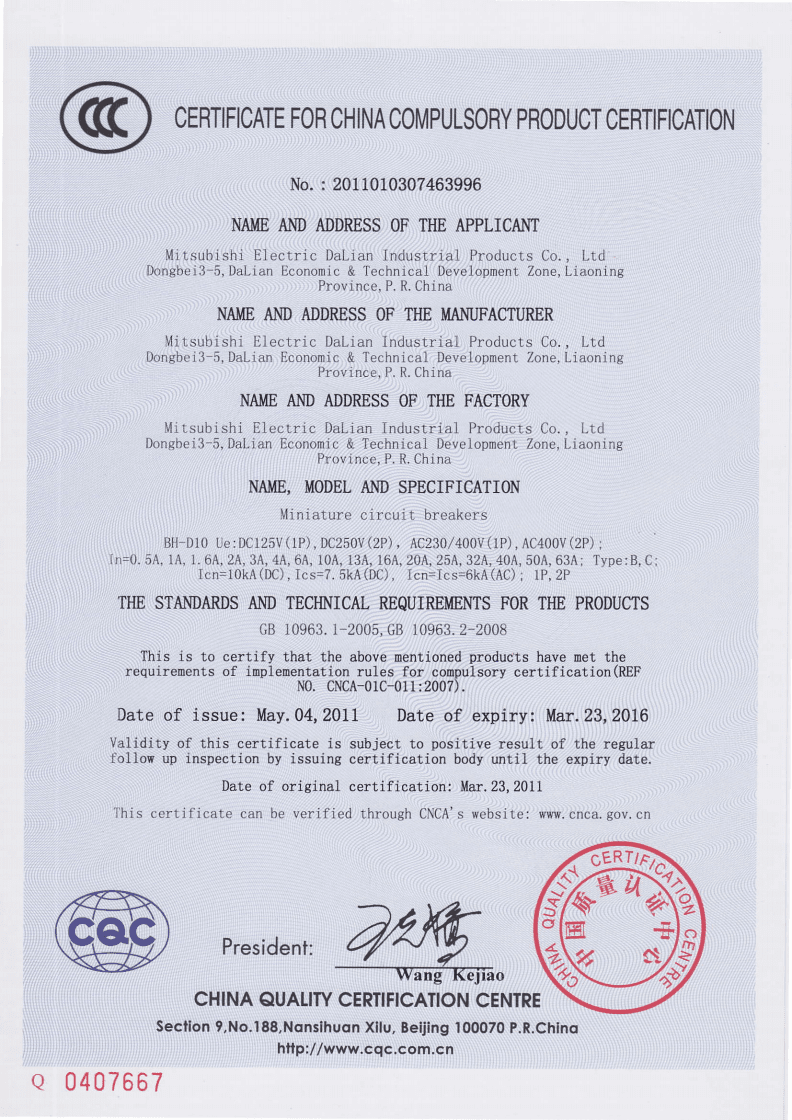 CCC
CERTIFICATE FOR CHINA COMPULSORY PRODUCT CERTIFICATION
No. : 2011010307463996
NAME AND ADDRESS OF THE APPLICANT
Mitsubishi Electric DaLian Industrial Products Co., Ltd
Dongbei3-5, DaLian Economic & Technical Development Zone, Liaoning
Province, P. R. China
NAME AND ADDRESS OF THE MANUFACTURER
Mitsubishi Electric DaLian Industrial Products Co., Ltd
Dongbei3-5, DaLian Economic & Technical Development Zone, Liaoning
Province, P. R. China
NAME AND ADDRESS OF THE FACTORY
Mitsubishi Electric DaLian Industrial Products Co., Ltd
Dongbei3-5, DaLian Economic & Technical Development Zone, Liaoning
Province, P. R. China
NAME, MODEL AND SPECIFICATION
Miniature circuit breakers
BH-D10 Ue:DC125V(1P), DC250V(2P), AC230/400V(1P), AC400V(2P);
In=0.5A, 1A, 1.6A, 2A, 3A, 4A, 6A, 10A, 13A, 16A, 20A, 25A, 32A, 40A, 50A, 63A; Type:B, C;
Icn=10kA(DC), Ics=7.5kA(DC), Icn=Ics=6kA(AC); 1P, 2P
THE STANDARDS AND TECHNICAL REQUIREMENTS FOR THE PRODUCTS
GB 10963.1-2005, GB 10963.2-2008
This is to certify that the above mentioned products have met the
requirements of implementation rules for compulsory certification(REF
NO. CNCA-01C-011:2007).
Date of issue: May. 04, 2011 Date of expiry: Mar. 23, 2016
Validity of this certificate is subject to positive result of the regular
follow up inspection by issuing certification body until the expiry date.
Date of original certification: Mar. 23, 2011
This certificate can be verified through CNCA's website: www.cnca.gov.cn
CHINA QUALITY CERTIFICATION CENTRE
中国质量认证中心
CQC
President:
Wang Kejiao
CHINA QUALITY CERTIFICATION CENTRE
Section 9, No.188, Nansihuan Xilu, Beijing 100070 P.R.China
http://www.cqc.com.cn
Q 0407667